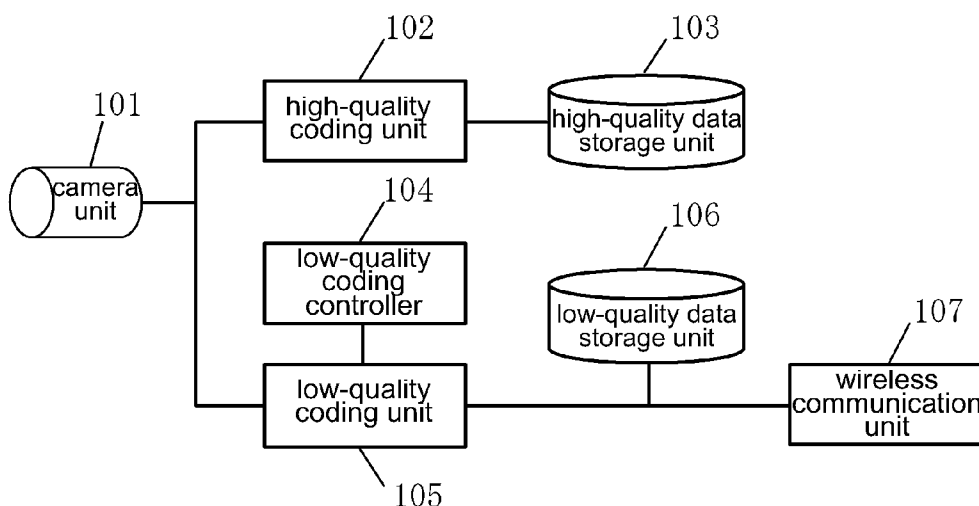 102
103
101
high-quality
coding unit
high-quality data
storage unit
camera
unit
104
106
low-quality
coding
controller
low-quality data
storage unit
107
low-quality
coding unit
wireless
communication
unit
105